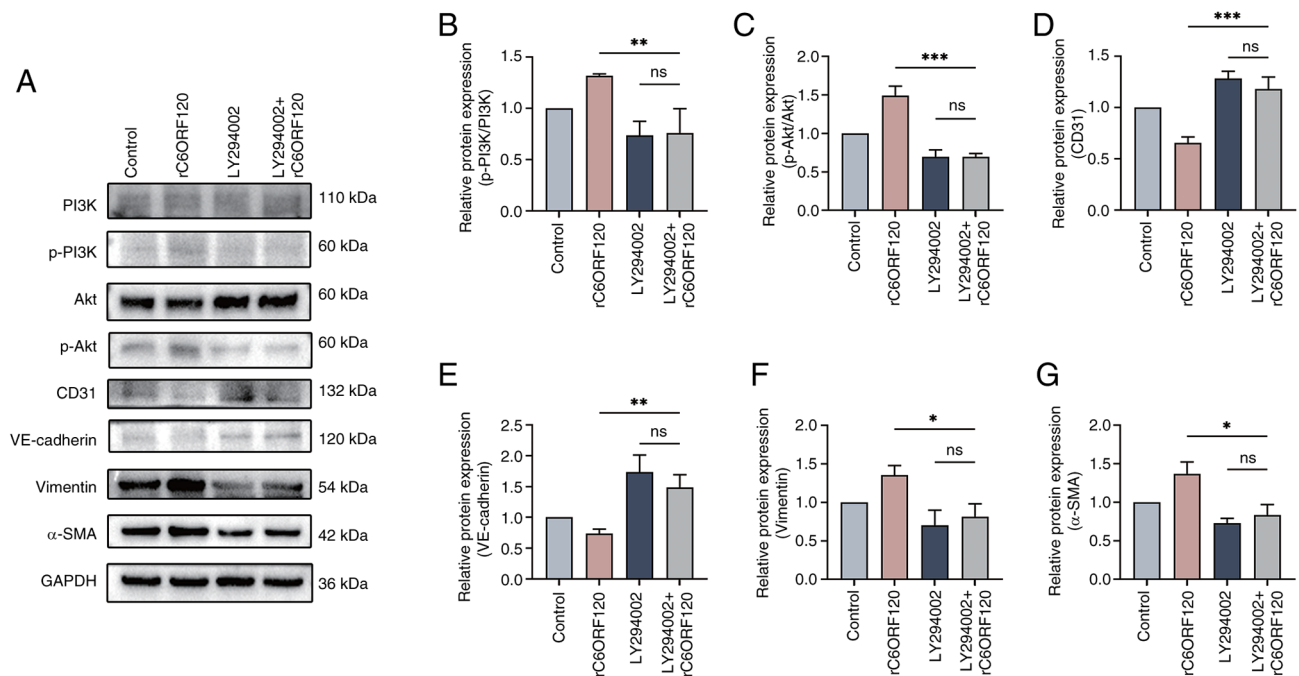 A
Control
rC6ORF120
LY294002
LY294002+
rC6ORF120
PI3K
110 kDa
p-PI3K
60 kDa
Akt
60 kDa
p-Akt
60 kDa
CD31
132 kDa
VE-cadherin
120 kDa
Vimentin
54 kDa
α-SMA
42 kDa
GAPDH
36 kDa
B
Relative protein expression
(p-PI3K/PI3K)
1.5
1.0
0.5
0.0
**
ns
Control
rC6ORF120
LY294002
LY294002+
rC6ORF120
C
Relative protein expression
(p-Akt/Akt)
2.0
1.5
1.0
0.5
0.0
***
ns
Control
rC6ORF120
LY294002
LY294002+
rC6ORF120
D
Relative protein expression
(CD31)
1.5
1.0
0.5
0.0
***
ns
Control
rC6ORF120
LY294002
LY294002+
rC6ORF120
E
Relative protein expression
(VE-cadherin)
2.5
2.0
1.5
1.0
0.5
0.0
**
ns
Control
rC6ORF120
LY294002
LY294002+
rC6ORF120
F
Relative protein expression
(Vimentin)
2.0
1.5
1.0
0.5
0.0
*
ns
Control
rC6ORF120
LY294002
LY294002+
rC6ORF120
G
Relative protein expression
(α-SMA)
2.0
1.5
1.0
0.5
0.0
*
ns
Control
rC6ORF120
LY294002
LY294002+
rC6ORF120